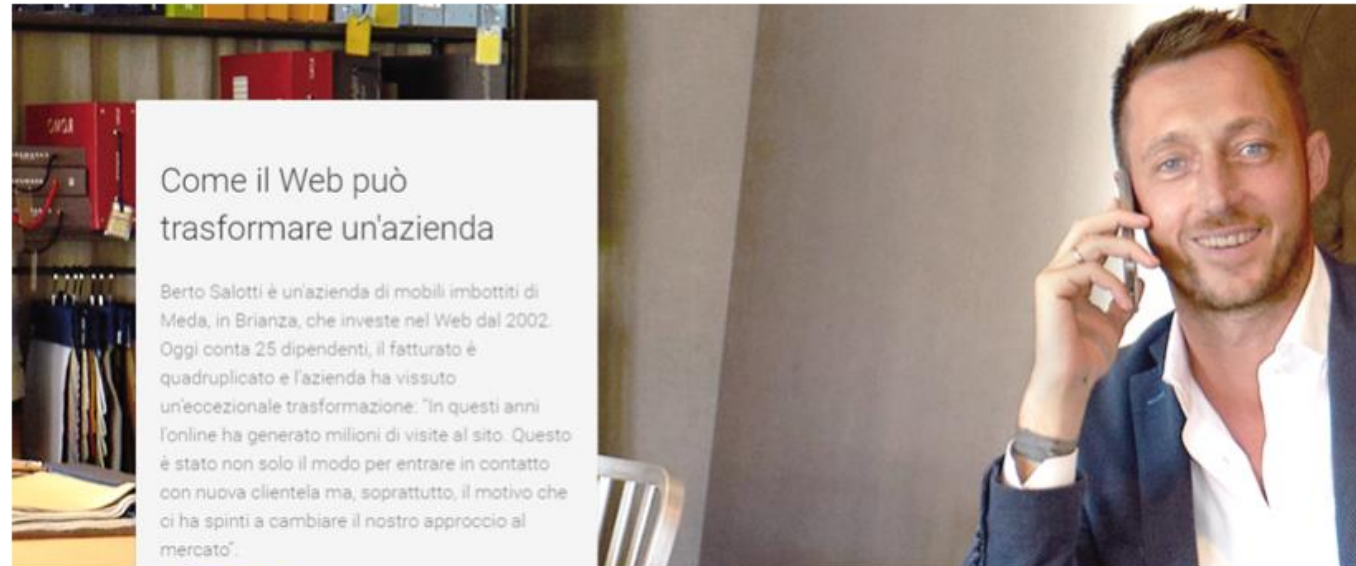 Come il Web può
trasformare un'azienda
Berto Salotti è un'azienda di mobili imbottiti di
Meda, in Brianza, che investe nel Web dal 2002.
Oggi conta 25 dipendenti, il fatturato è
quadruplicato e l'azienda ha vissuto
un'eccezionale trasformazione: "In questi anni
l'online ha generato milioni di visite al sito. Questo
è stato non solo il modo per entrare in contatto
con nuova clientela ma, soprattutto, il motivo che
ci ha spinti a cambiare il nostro approccio al
mercato".